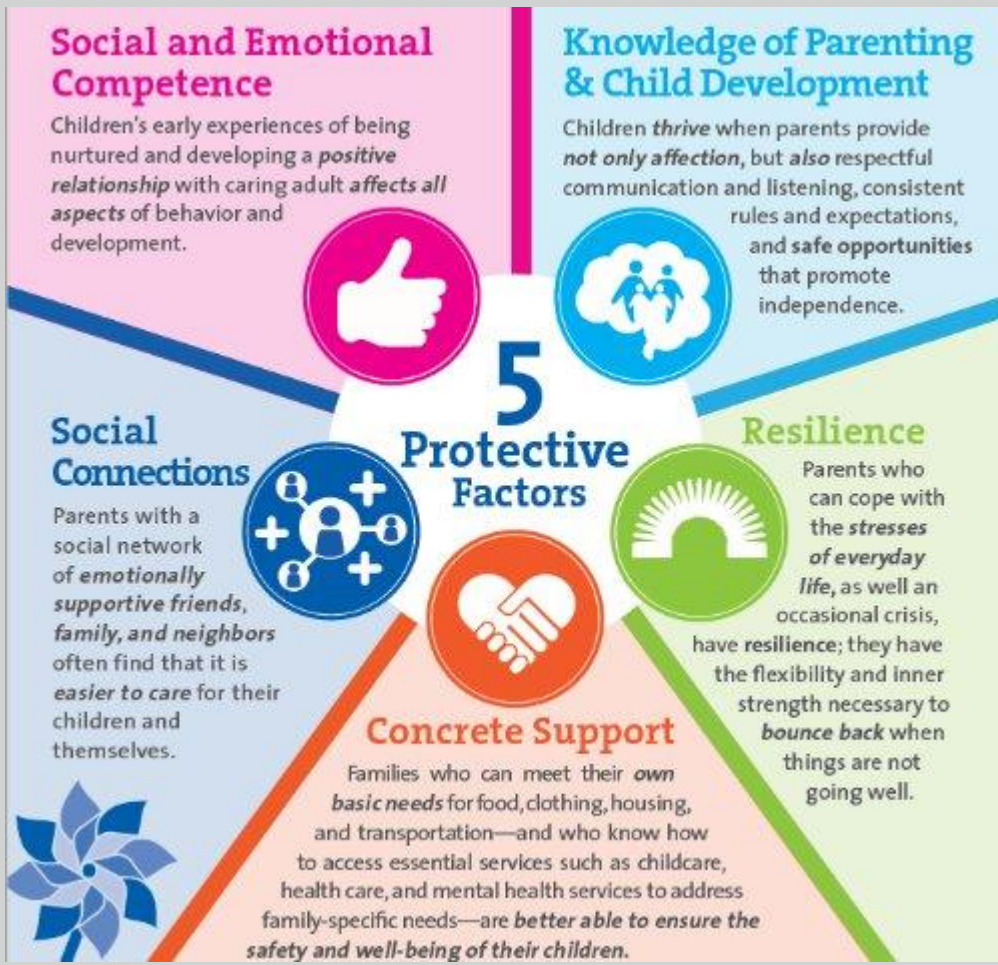 Social and Emotional
Competence
Children's early experiences of being
nurtured and developing a positive
relationship with caring adult affects all
aspects of behavior and
development.
Knowledge of Parenting
& Child Development
Children thrive when parents provide
not only affection, but also respectful
communication and listening, consistent
rules and expectations,
and safe opportunities
that promote
independence.
5
Protective
Factors
Social
Connections
Parents with a
social network
of emotionally
supportive friends,
family, and neighbors
often find that it is
easier to care for their
children and
themselves.
Resilience
Parents who
can cope with
the stresses
of everyday
life, as well an
occasional crisis,
have resilience; they have
the flexibility and inner
strength necessary to
bounce back when
things are not
going well.
Concrete Support
Families who can meet their own
basic needs for food, clothing, housing,
and transportation—and who know how
to access essential services such as childcare,
health care, and mental health services to address
family-specific needs—are better able to ensure the
safety and well-being of their children.